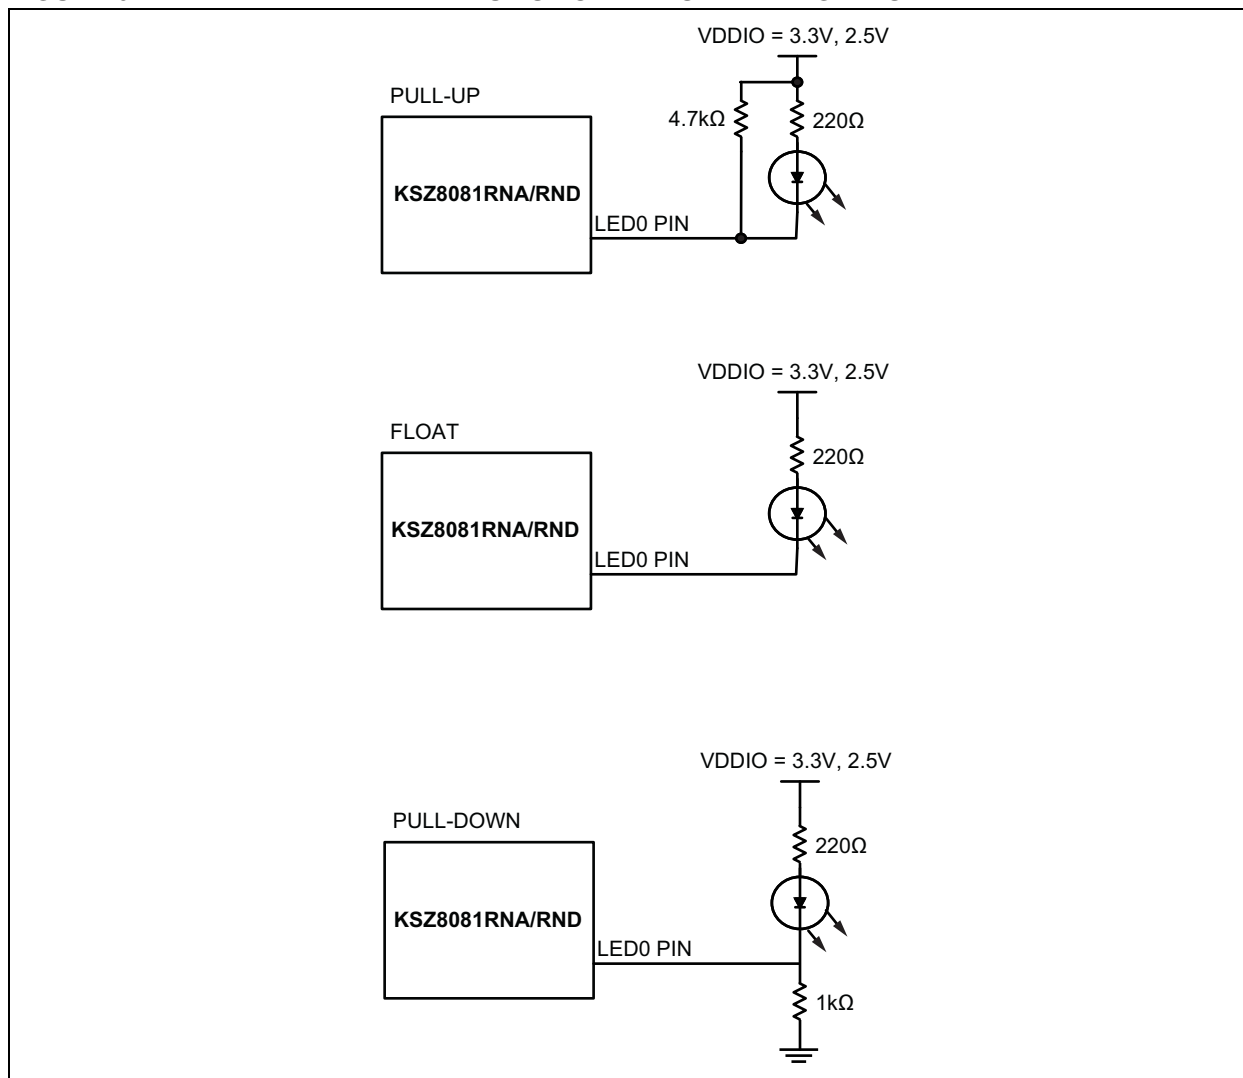 VDDIO = 3.3V, 2.5V
PULL-UP
4.7kΩ
220Ω
KSZ8081RNA/RND
LED0 PIN
VDDIO = 3.3V, 2.5V
FLOAT
220Ω
KSZ8081RNA/RND
LED0 PIN
VDDIO = 3.3V, 2.5V
PULL-DOWN
220Ω
KSZ8081RNA/RND
LED0 PIN
1kΩ